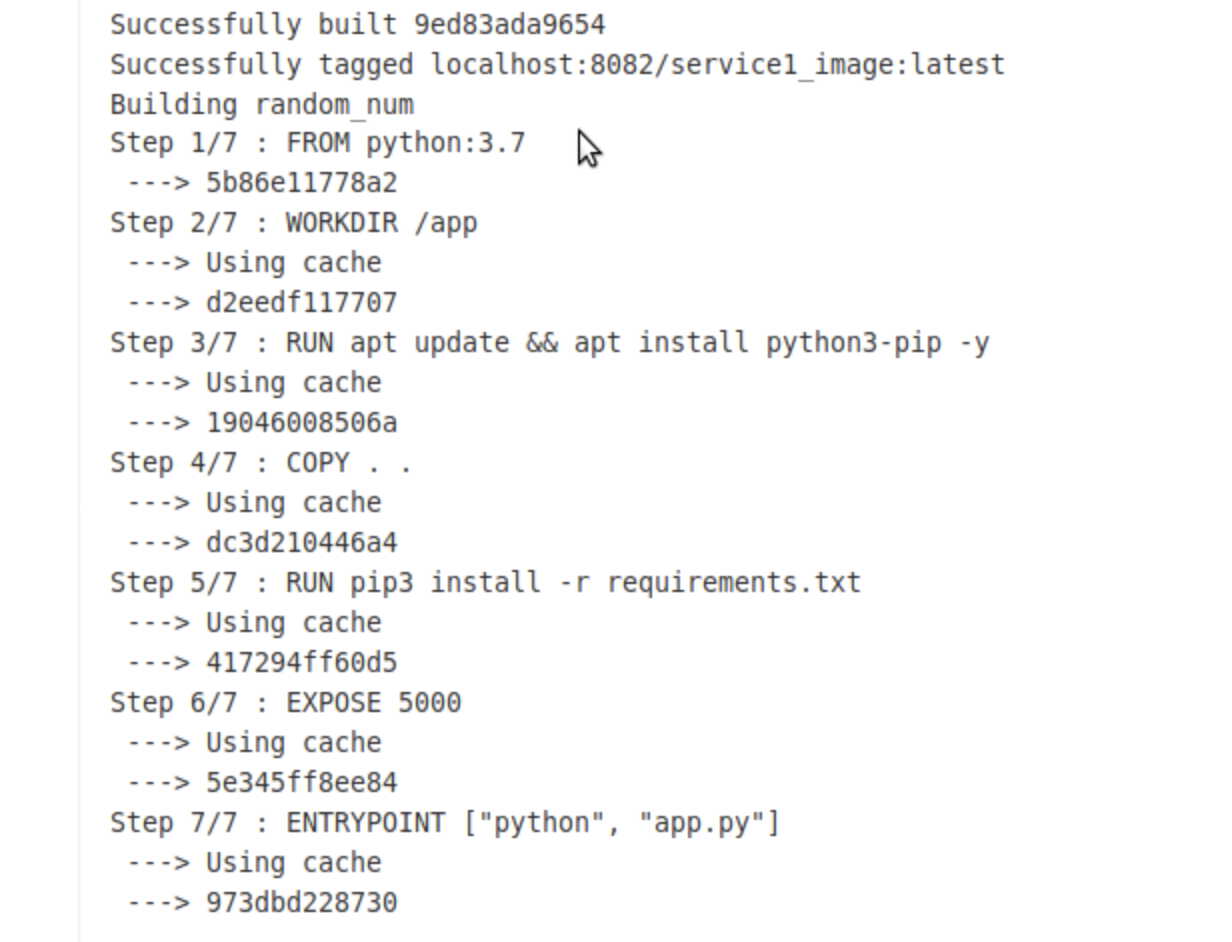 Successfully built 9ed83ada9654
Successfully tagged localhost:8082/service1_image:latest
Building random_num
Step 1/7 : FROM python:3.7
---> 5b86e11778a2
Step 2/7 : WORKDIR /app
---> Using cache
---> d2eedf117707
Step 3/7 : RUN apt update && apt install python3-pip -y
---> Using cache
---> 19046008506a
Step 4/7 : COPY . .
---> Using cache
---> dc3d210446a4
Step 5/7 : RUN pip3 install -r requirements.txt
---> Using cache
---> 417294ff60d5
Step 6/7 : EXPOSE 5000
---> Using cache
---> 5e345ff8ee84
Step 7/7 : ENTRYPOINT ["python", "app.py"]
---> Using cache
---> 973dbd228730